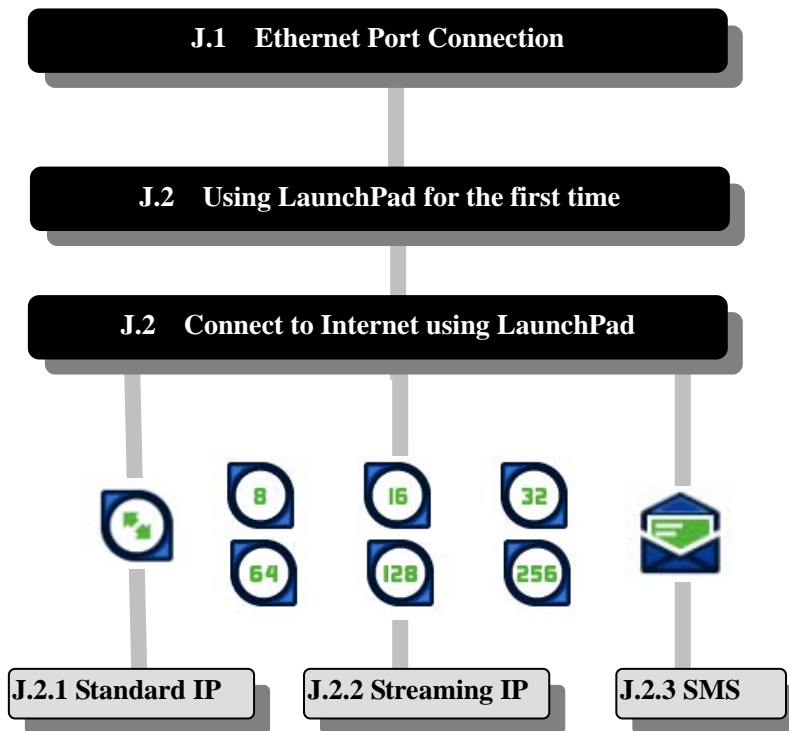 J.1 Ethernet Port Connection
J.2 Using LaunchPad for the first time
J.2 Connect to Internet using LaunchPad
8 16 32
64 128 256
J.2.1 Standard IP J.2.2 Streaming IP J.2.3 SMS